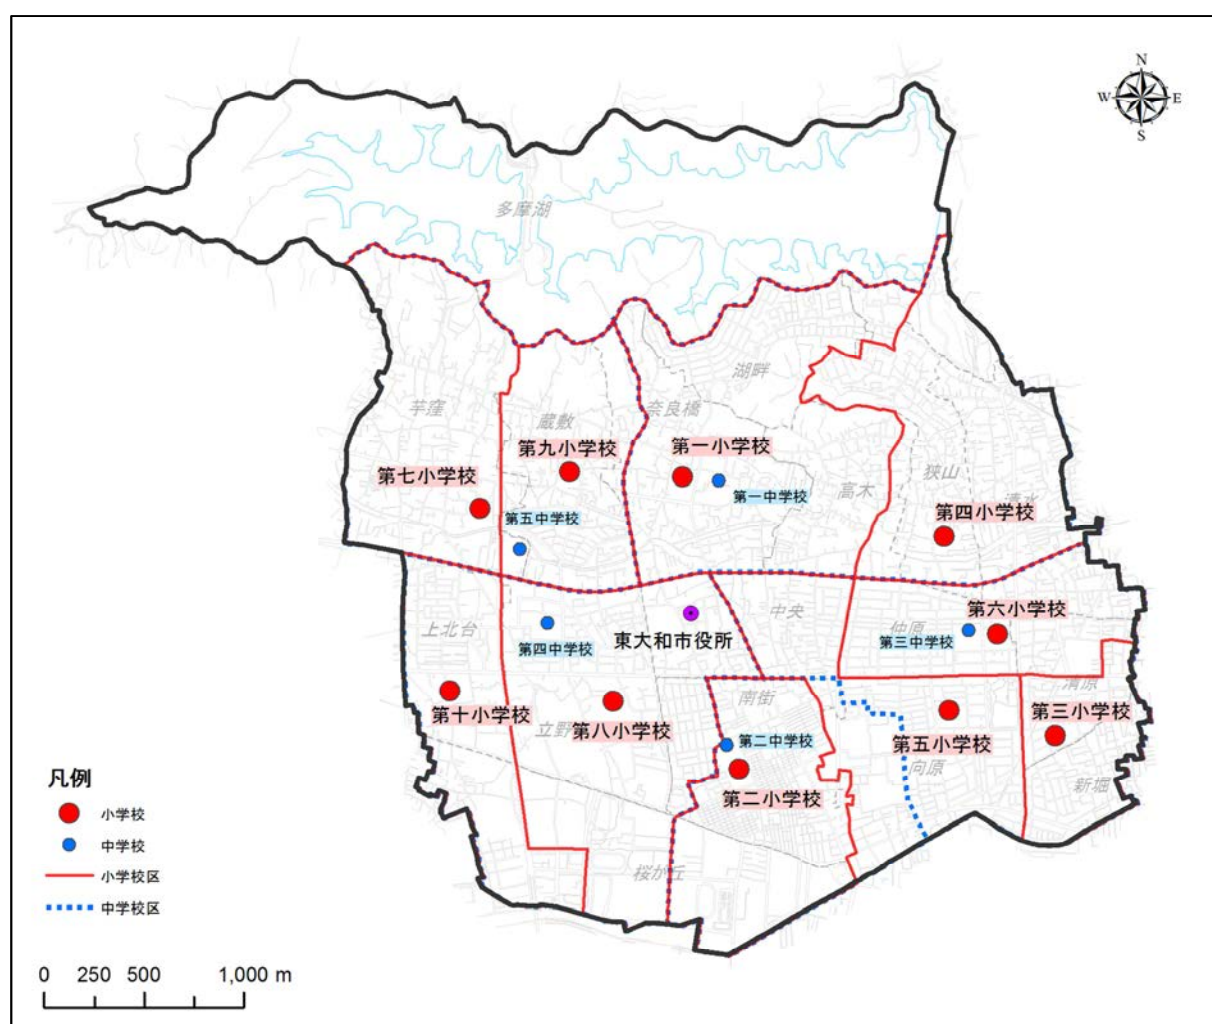 N
W
E
S
多摩湖
湖畔
芋窪
蔵敷
奈良橋
第九小学校
第一小学校
第七小学校
第一中学校
高木
狭山
清水
第五中学校
第四小学校
上北台
第四中学校
東大和市役所
中央
仲原
第六小学校
第三中学校
南街
清原
第十小学校
立野
第八小学校
第二中学校
第五小学校
第三小学校
向原
新堀
第二小学校
桜が丘
凡例
小学校
中学校
小学校区
中学校区
0 250 500 1,000 m